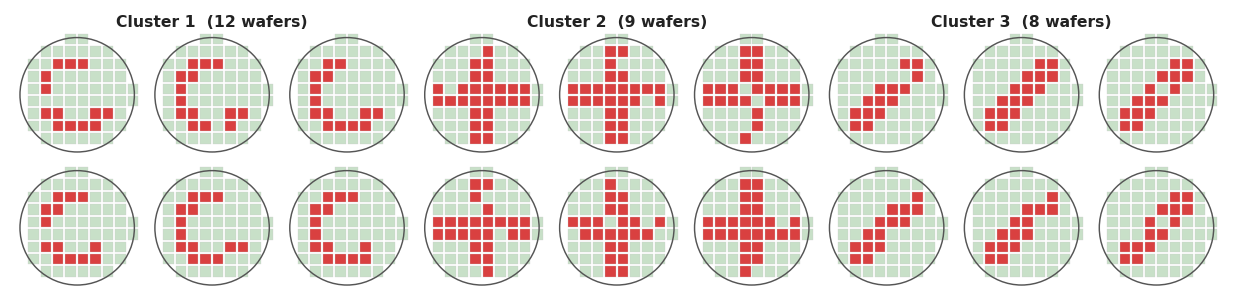 Cluster 1  (12 wafers)
Cluster 2  (9 wafers)
Cluster 3  (8 wafers)